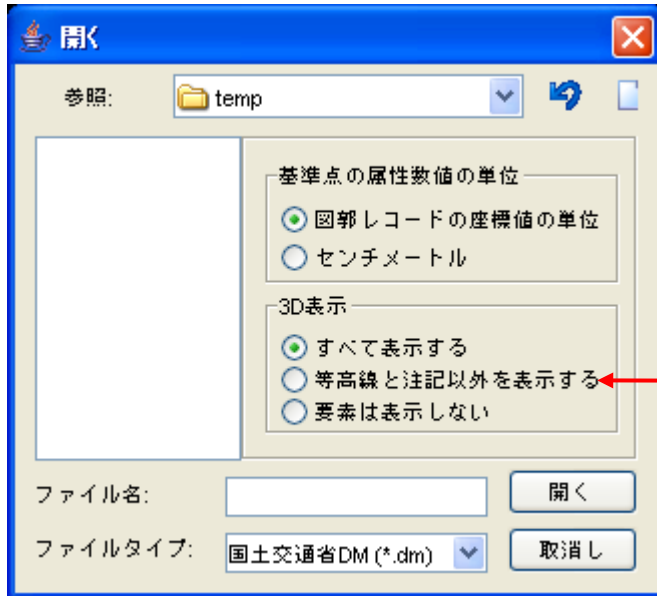 開く
参照: temp
基準点の属性数値の単位
図郭レコードの座標値の単位
センチメートル
3D表示
すべて表示する
等高線と注記以外を表示する
要素は表示しない
ファイル名: 開く
ファイルタイプ: 国土交通省DM (*.dm) 取消し